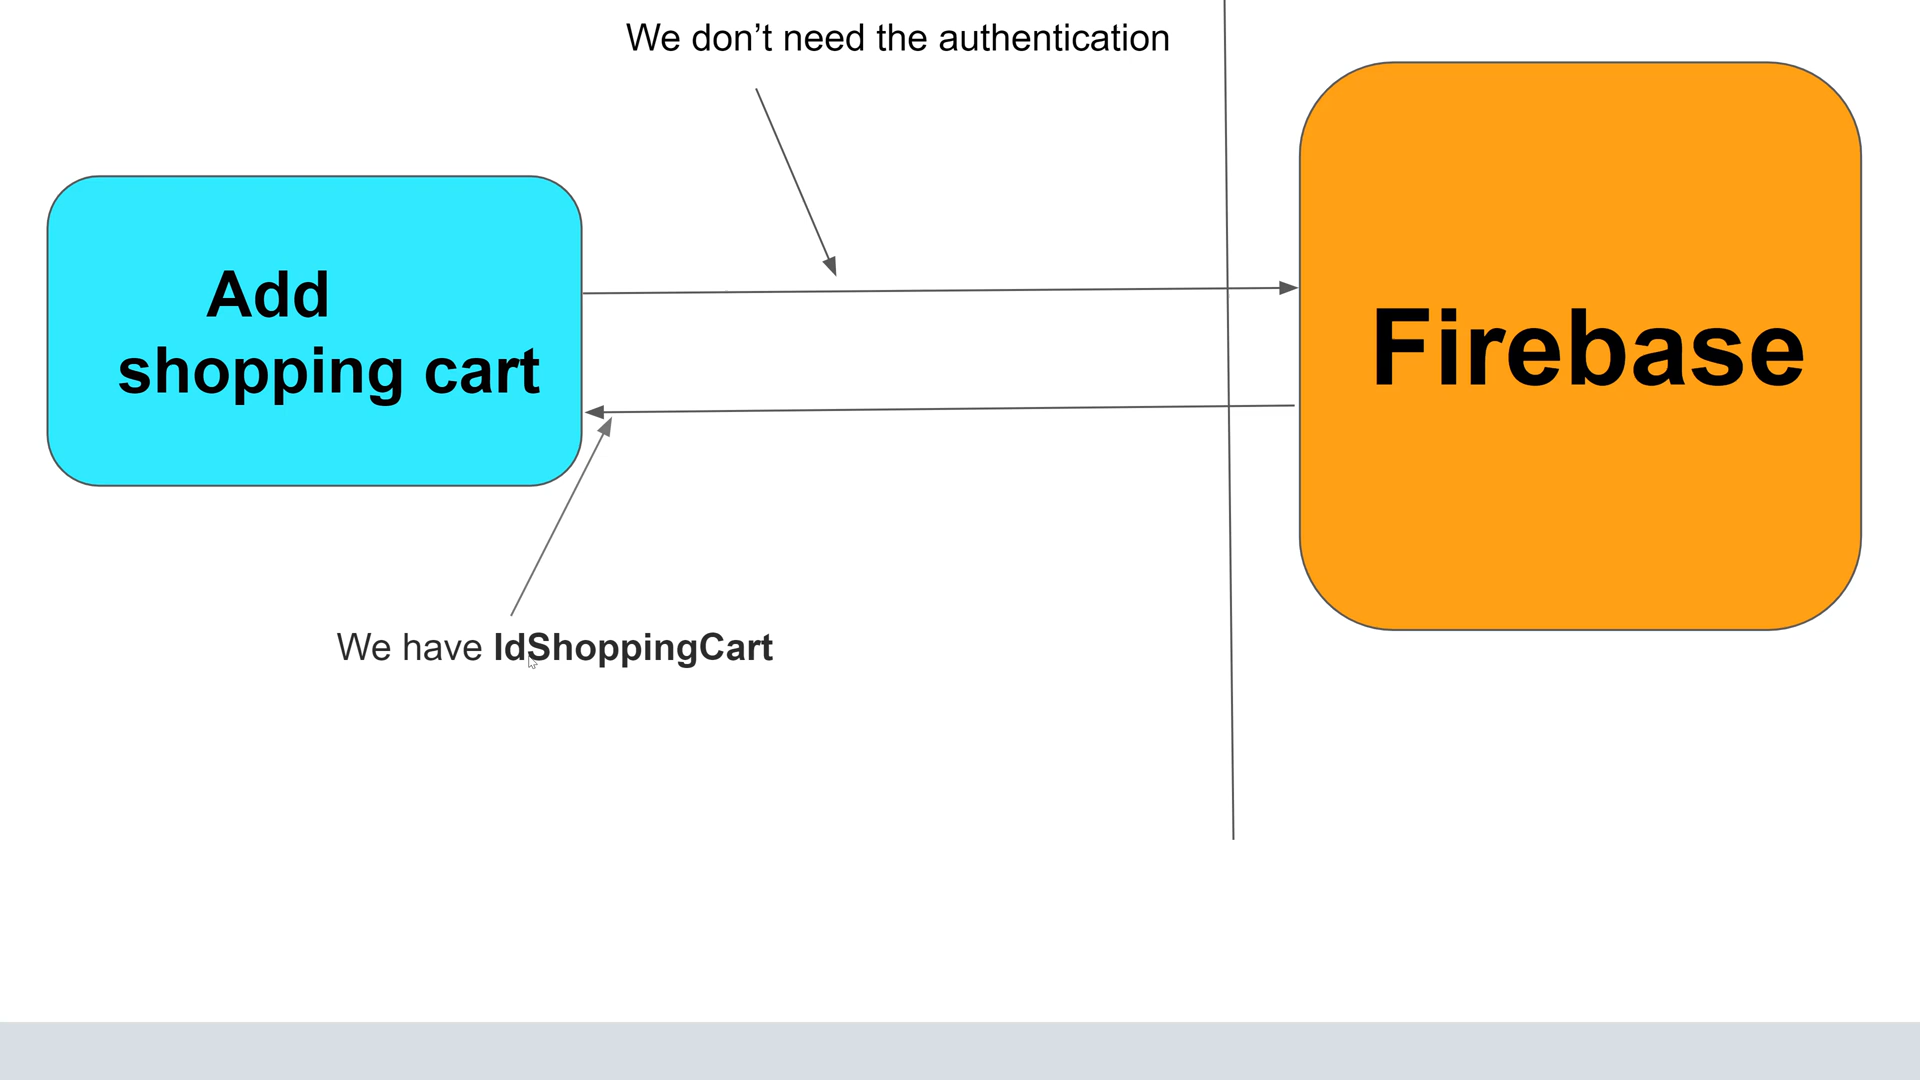 We don’t need the authentication
Add
shopping cart
Firebase
We have IdShoppingCart